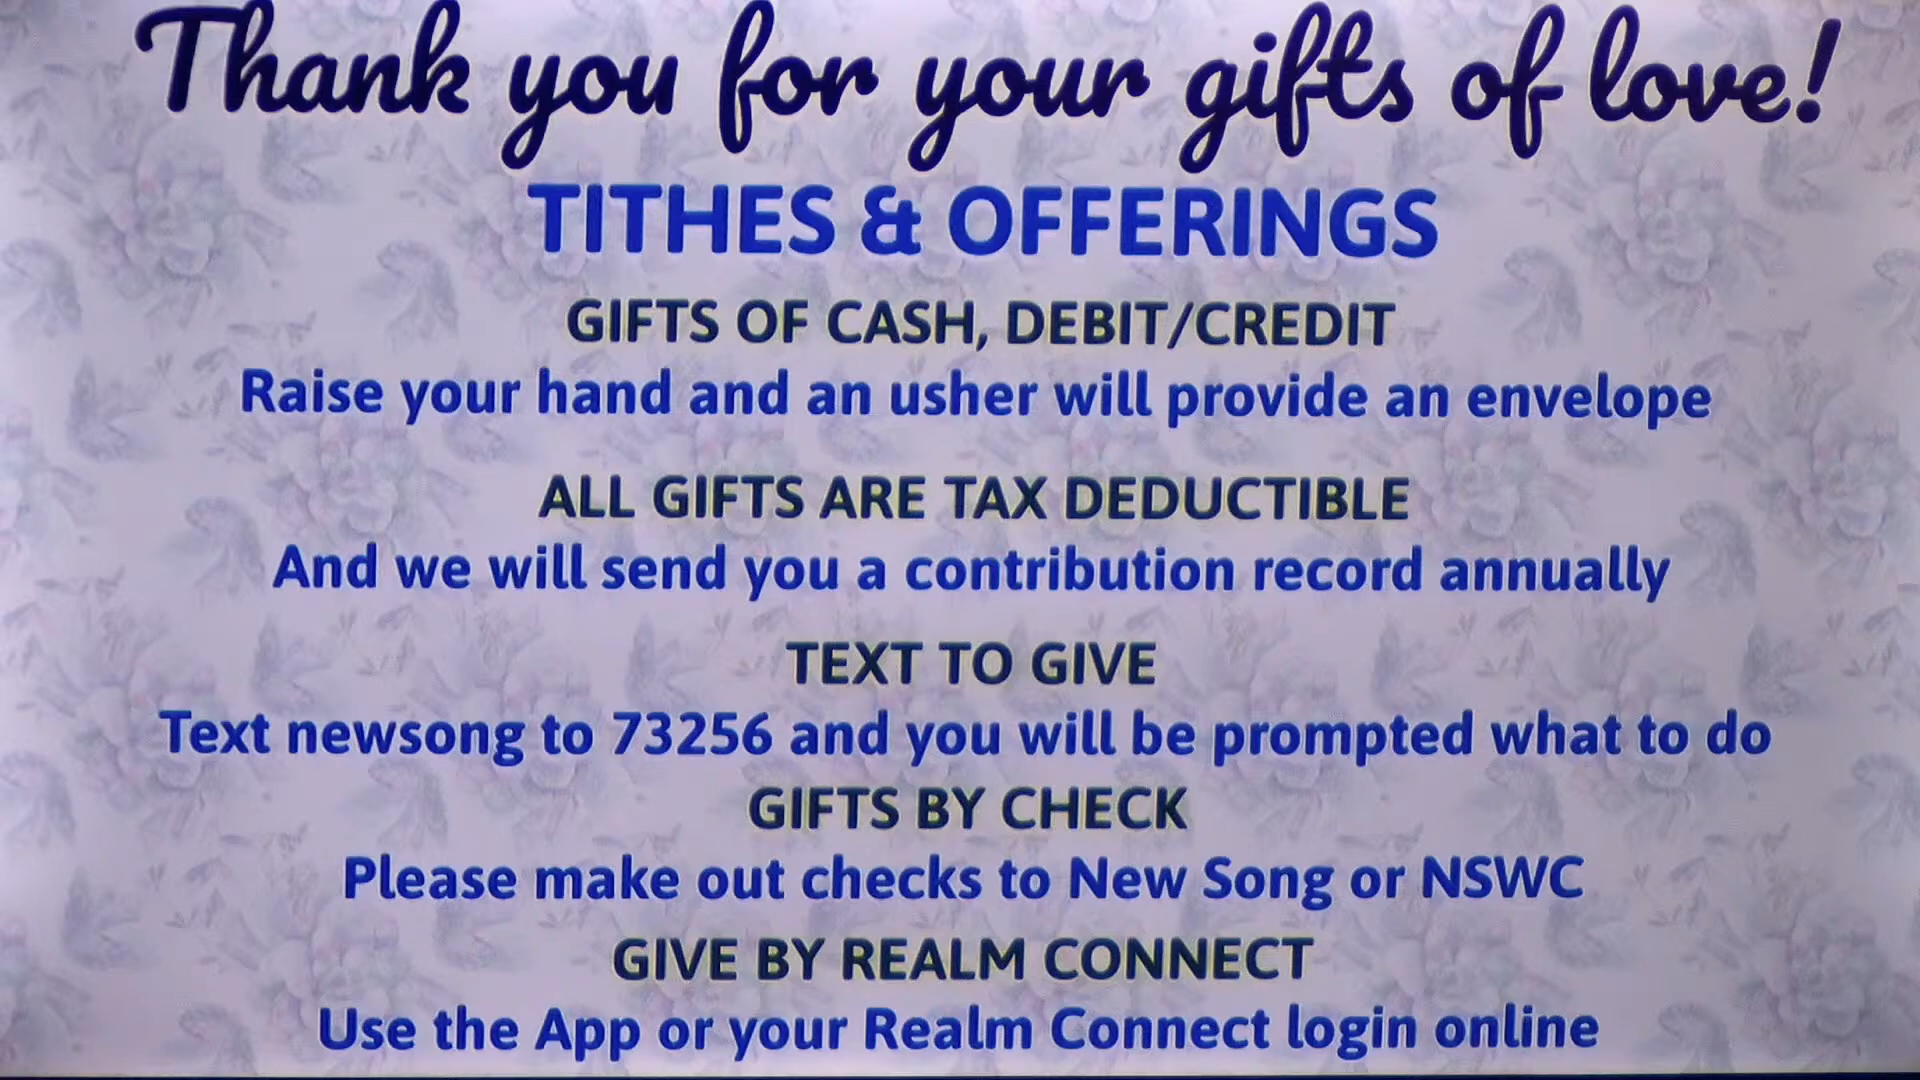 Thank you for your gifts of love!
TITHES & OFFERINGS
GIFTS OF CASH, DEBIT/CREDIT
Raise your hand and an usher will provide an envelope
ALL GIFTS ARE TAX DEDUCTIBLE
And we will send you a contribution record annually
TEXT TO GIVE
Text newsong to 73256 and you will be prompted what to do
GIFTS BY CHECK
Please make out checks to New Song or NSWC
GIVE BY REALM CONNECT
Use the App or your Realm Connect login online